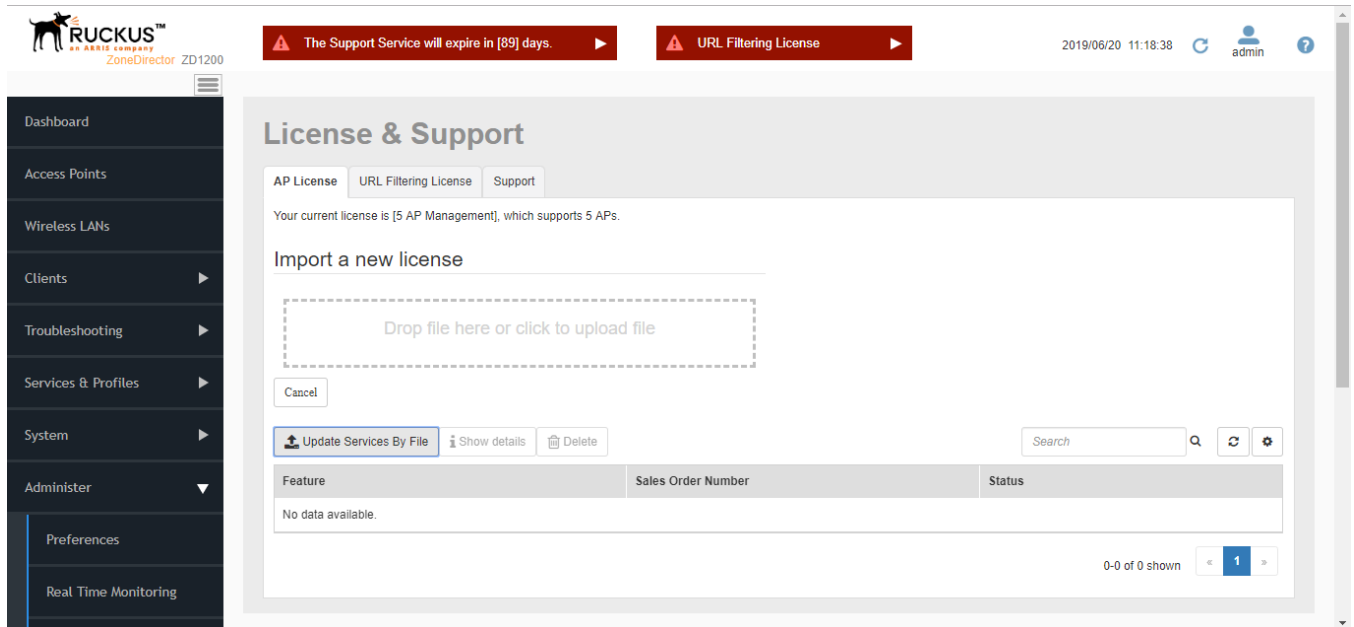 RUCKUS™
an ARRIS company
ZoneDirector ZD1200
The Support Service will expire in [89] days.
URL Filtering License
2019/06/20 11:18:38
admin
?
Dashboard
Access Points
Wireless LANs
Clients
Troubleshooting
Services & Profiles
System
Administer
Preferences
Real Time Monitoring
License & Support
AP License URL Filtering License Support
Your current license is [5 AP Management], which supports 5 APs.
Import a new license
Drop file here or click to upload file
Cancel
Update Services By File Show details Delete
Search
Feature Sales Order Number Status
No data available.
0-0 of 0 shown « 1 »